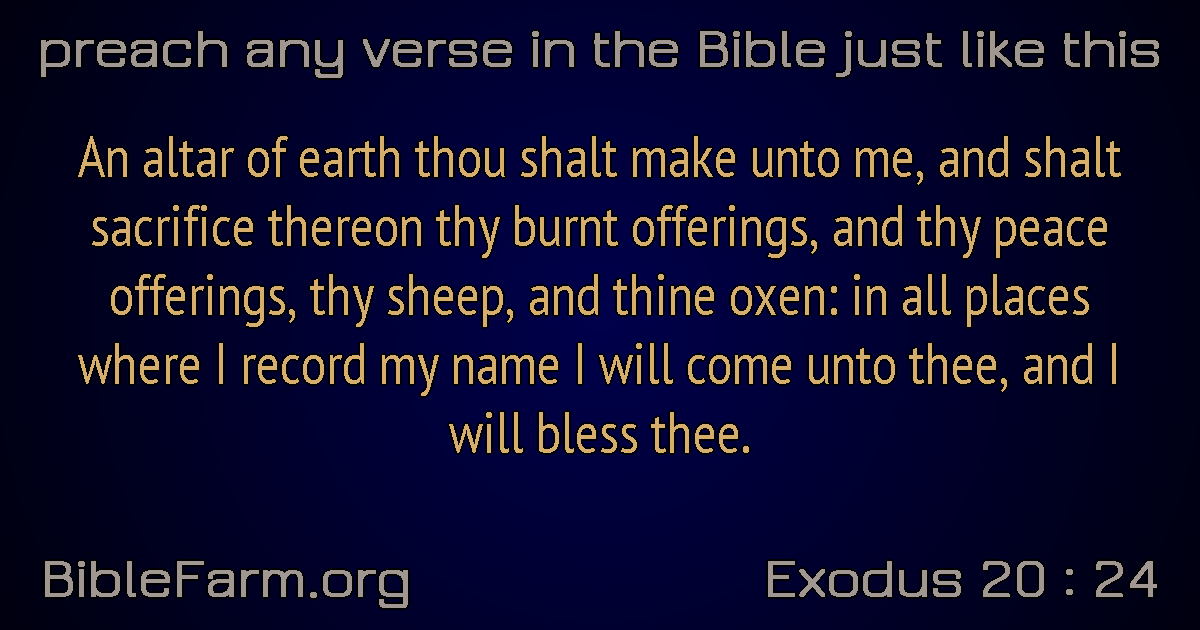 preach any verse in the Bible just like this
An altar of earth thou shalt make unto me, and shalt
sacrifice thereon thy burnt offerings, and thy peace
offerings, thy sheep, and thine oxen: in all places
where I record my name I will come unto thee, and I
will bless thee.
BibleFarm.org
Exodus 20 : 24